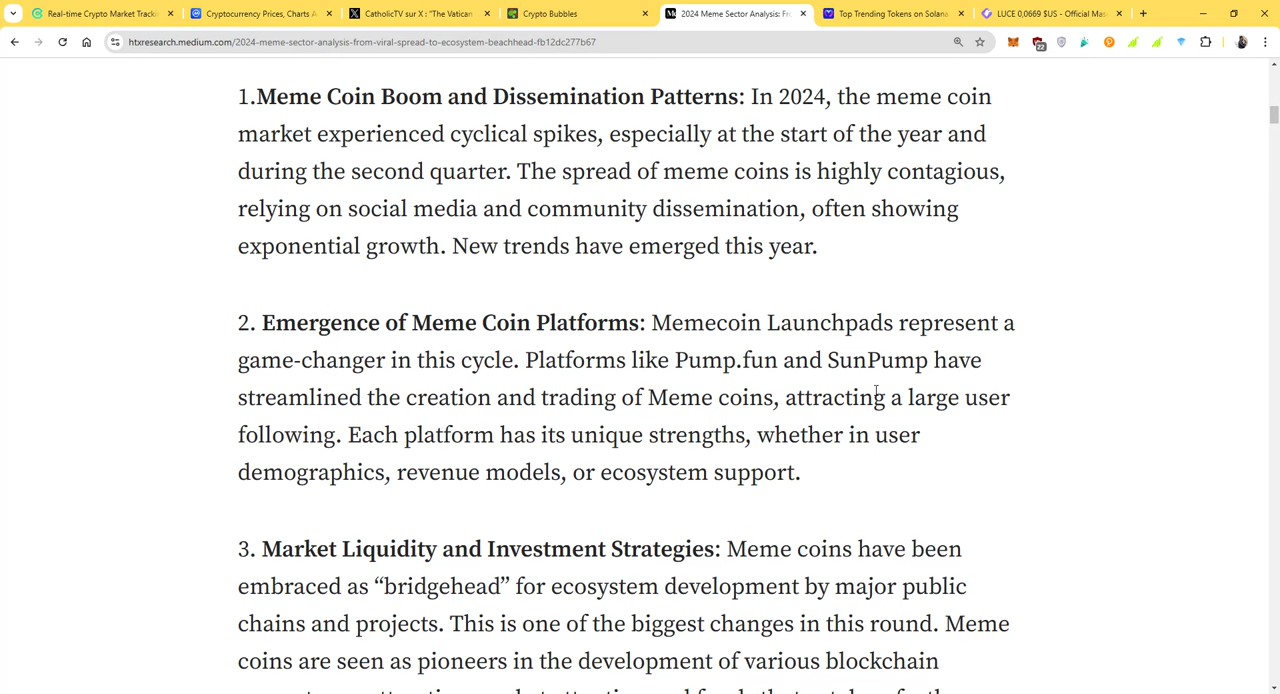 Real-time Crypto Market Tracki
Cryptocurrency Prices, Charts A
CatholicTV sur X : "The Vatican
Crypto Bubbles
2024 Meme Sector Analysis: Fr
Top Trending Tokens on Solana
LUCE 0,0669 $US - Official Mas
htxresearch.medium.com/2024-meme-sector-analysis-from-viral-spread-to-ecosystem-beachhead-fb12dc277b67
22
1.Meme Coin Boom and Dissemination Patterns: In 2024, the meme coin
market experienced cyclical spikes, especially at the start of the year and
during the second quarter. The spread of meme coins is highly contagious,
relying on social media and community dissemination, often showing
exponential growth. New trends have emerged this year.
2. Emergence of Meme Coin Platforms: Memecoin Launchpads represent a
game-changer in this cycle. Platforms like Pump.fun and SunPump have
streamlined the creation and trading of Meme coins, attracting a large user
following. Each platform has its unique strengths, whether in user
demographics, revenue models, or ecosystem support.
3. Market Liquidity and Investment Strategies: Meme coins have been
embraced as “bridgehead” for ecosystem development by major public
chains and projects. This is one of the biggest changes in this round. Meme
coins are seen as pioneers in the development of various blockchain